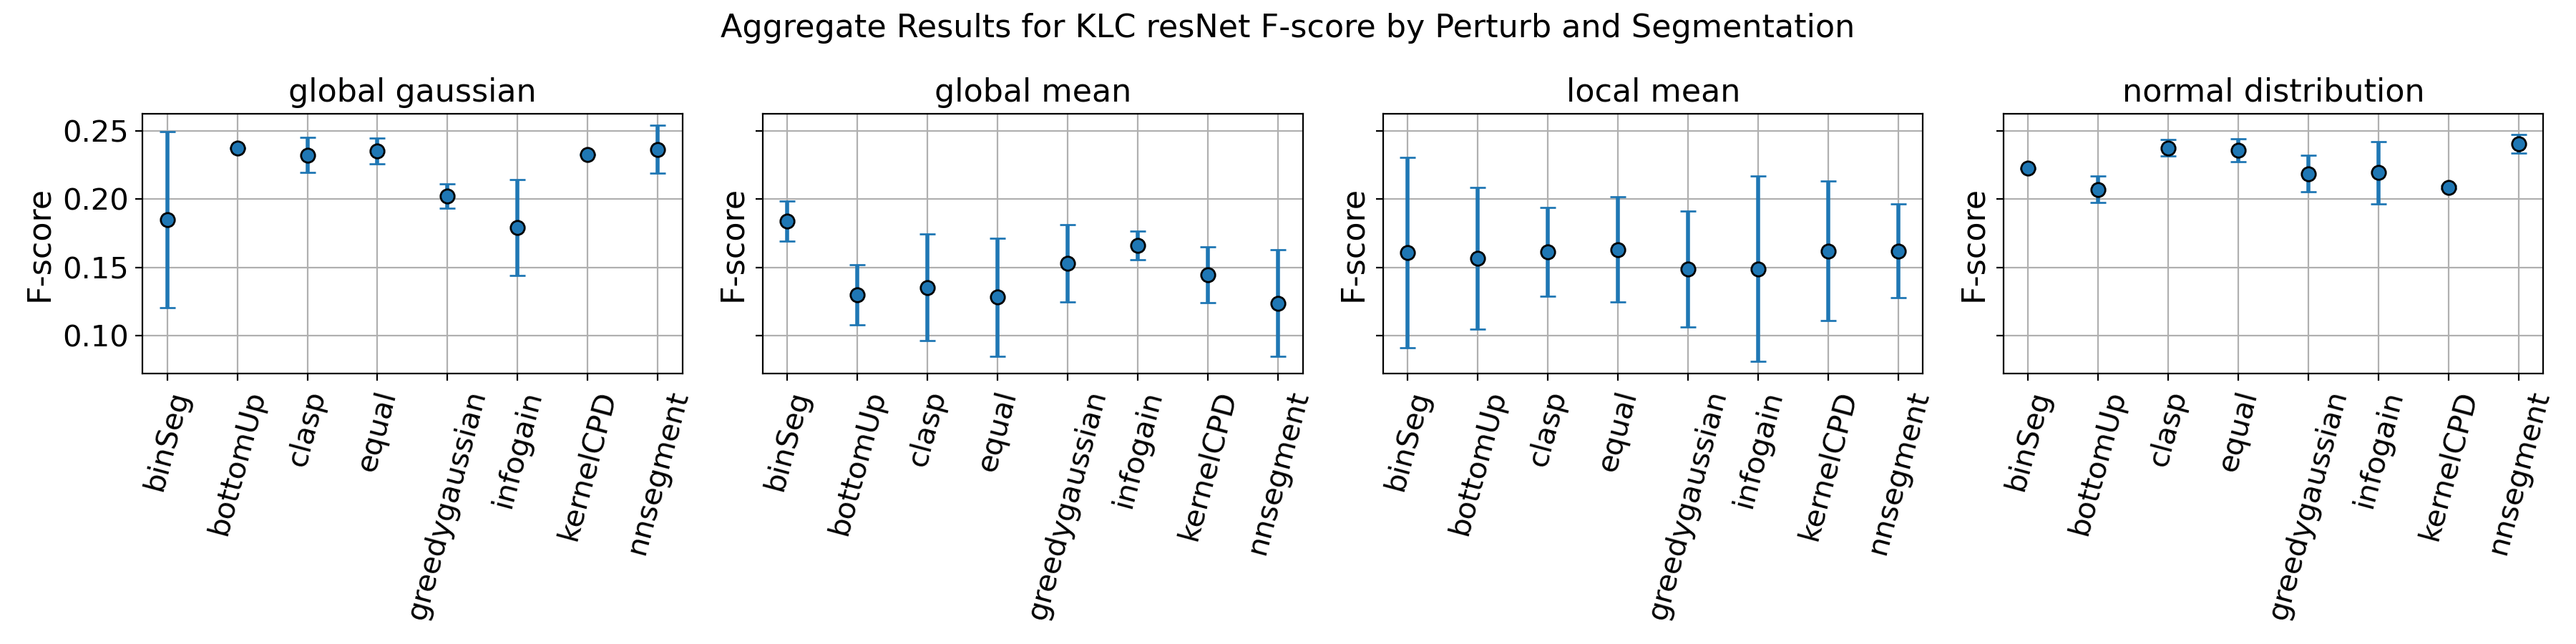 Aggregate Results for KLC resNet F-score by Perturb and Segmentation
global gaussian
F-score
0.25
0.20
0.15
0.10
binSeg
bottomUp
clasp
equal
greedygaussian
infogain
kernelCPD
nnsegment
global mean
F-score
binSeg
bottomUp
clasp
equal
greedygaussian
infogain
kernelCPD
nnsegment
local mean
F-score
binSeg
bottomUp
clasp
equal
greedygaussian
infogain
kernelCPD
nnsegment
normal distribution
F-score
binSeg
bottomUp
clasp
equal
greedygaussian
infogain
kernelCPD
nnsegment